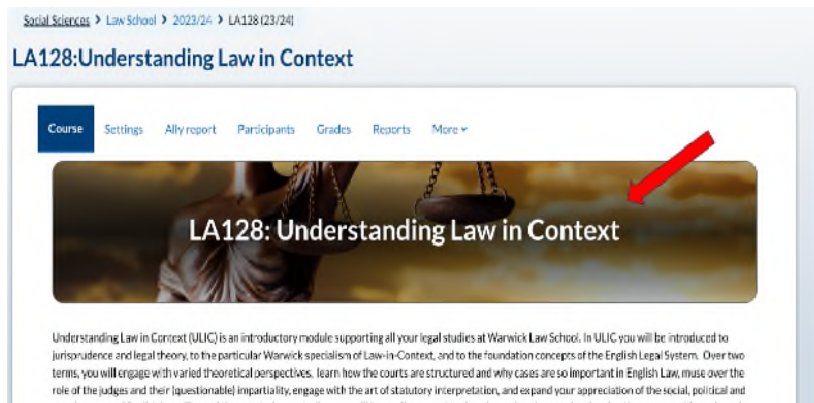 Social Sciences > Law School > 2023/24 > LA128 (23/24)
LA128:Understanding Law in Context
Course Settings Ally report Participants Grades Reports More
LA128: Understanding Law in Context
Understanding Law in Context (ULIC) is an introductory module supporting all your legal studies at Warwick Law School. In ULIC you will be introduced to
jurisprudence and legal theory, to the particular Warwick specialism of Law-in-Context, and to the foundation concepts of the English Legal System. Over two
terms, you will engage with varied theoretical perspectives, learn how the courts are structured and why cases are so important in English Law, muse over the
role of the judges and their (questionable) impartiality, engage with the art of statutory interpretation, and expand your appreciation of the social, political and